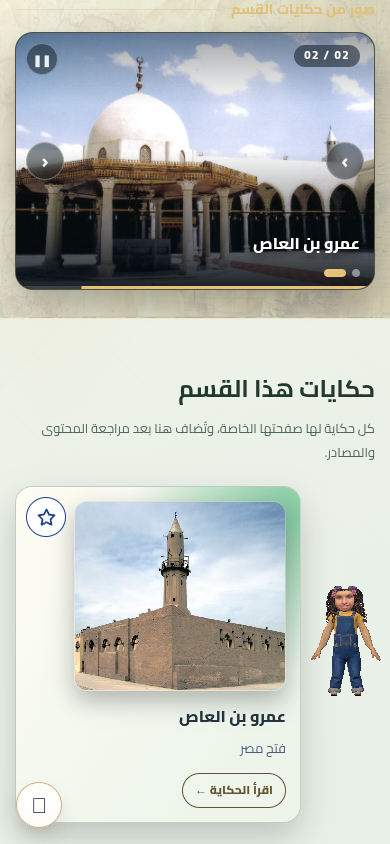 صور من حكايات القسم
02 / 02
عمرو بن العاص
حكايات هذا القسم
كل حكاية لها صفحتها الخاصة، وتُضاف هنا بعد مراجعة المحتوى
والمصادر.
عمرو بن العاص
فتح مصر
اقرأ الحكاية ←